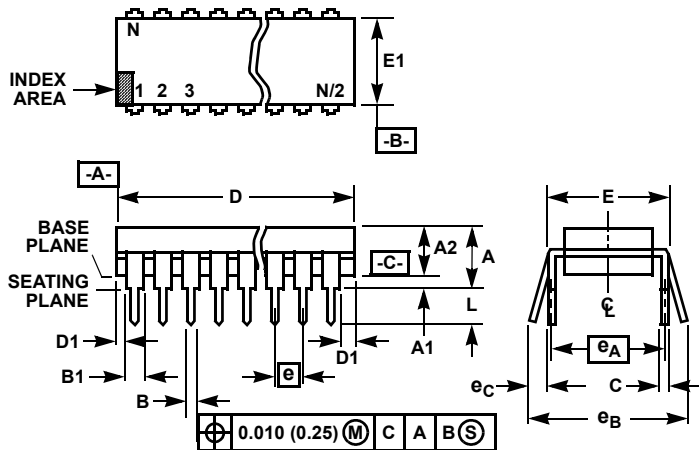 N
E1
INDEX
AREA
1 2 3 N/2
-B-
-A-
D
E
BASE
PLANE
A2
A
-C-
SEATING
PLANE
L
℄
D1
A1
D1
eA
B1
e
eC
C
B
eB
⌖ 0.010 (0.25) Ⓜ C A B Ⓢ